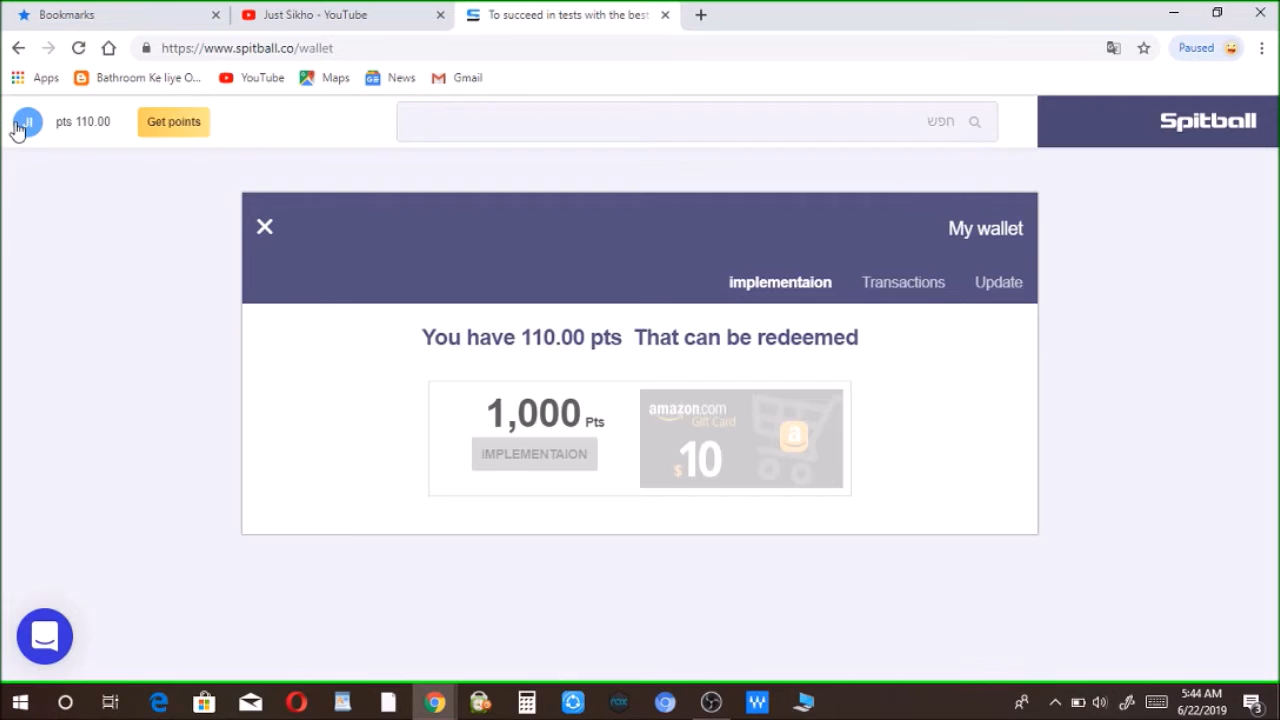 Bookmarks
Just Sikho - YouTube
To succeed in tests with the best
https://www.spitball.co/wallet
Paused
Apps
Bathroom Ke liye O...
YouTube
Maps
News
Gmail
JI
pts 110.00
Get points
חפש
Spitball
My wallet
implementaion
Transactions
Update
You have 110.00 pts That can be redeemed
1,000 Pts
IMPLEMENTAION
amazon.com
Gift Card
$10
a
5:44 AM
6/22/2019
3